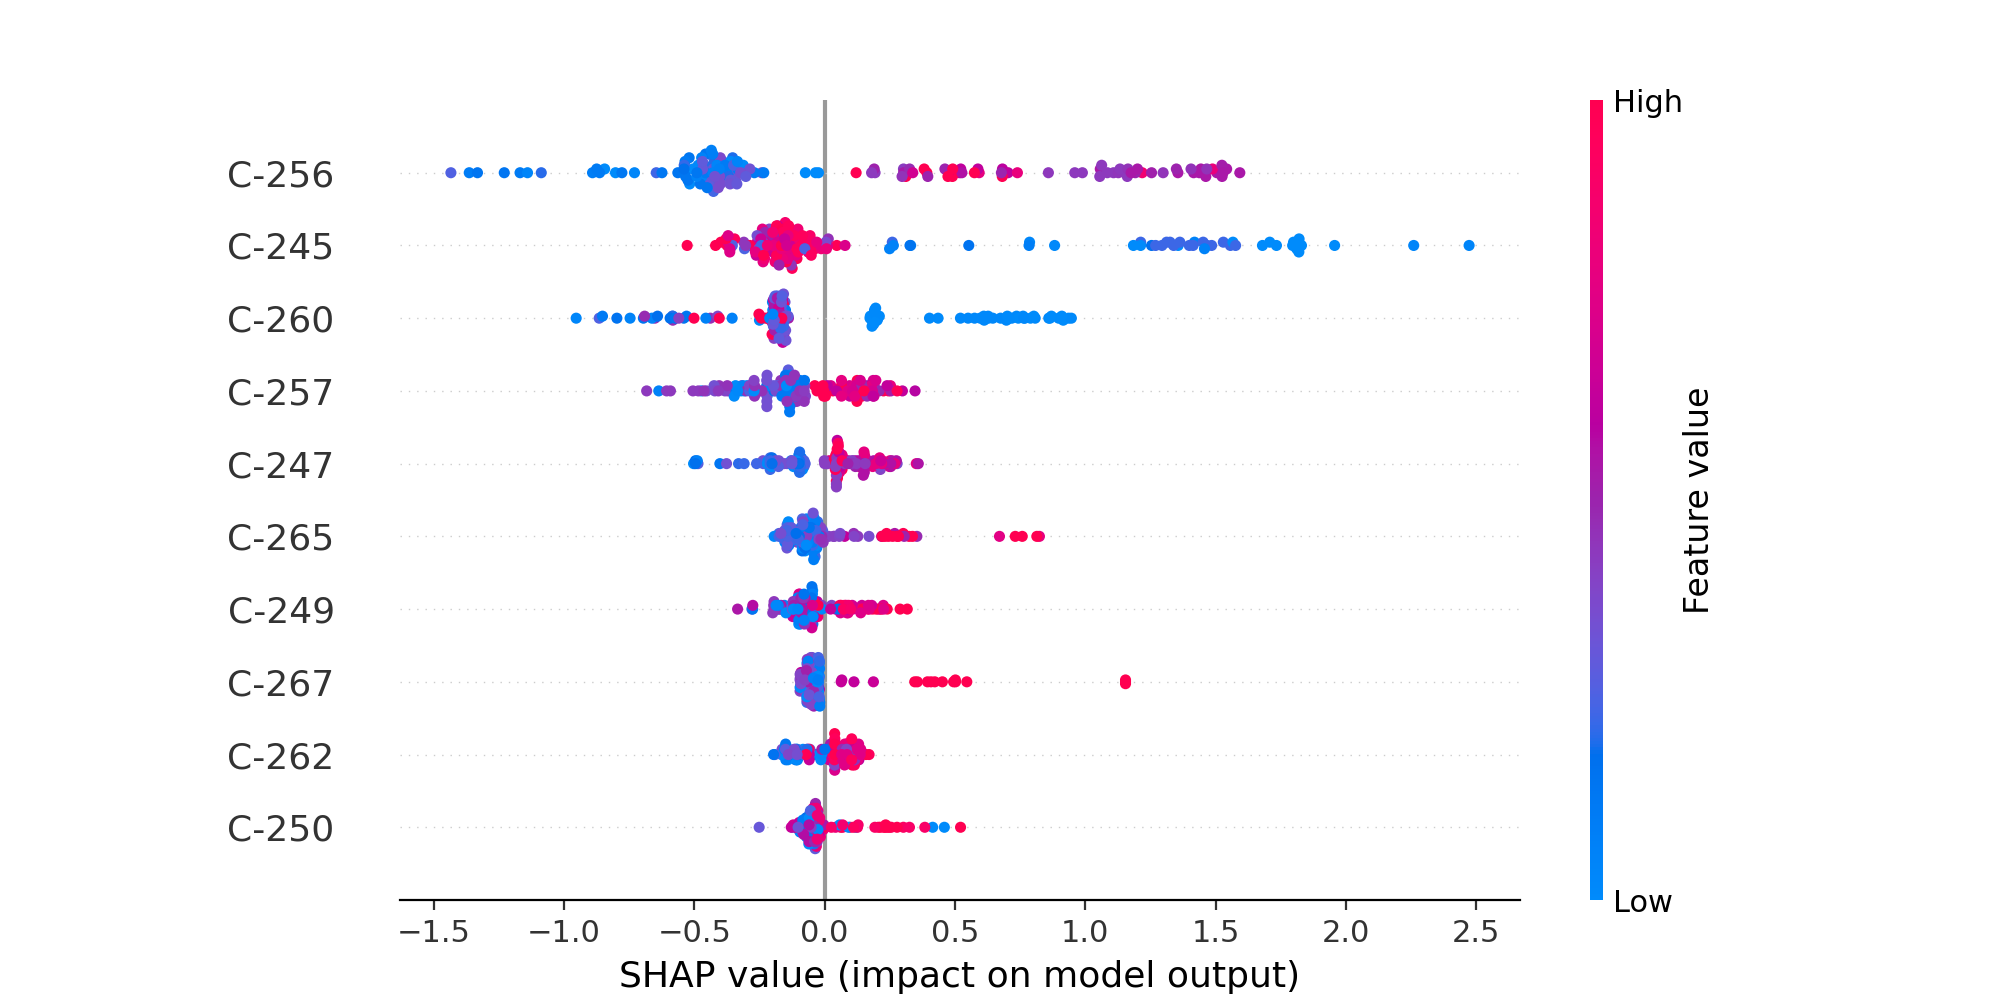 High
C-256
C-245
C-260
C-257
C-247
C-265
C-249
C-267
C-262
C-250
Feature value
Low
−1.5 −1.0 −0.5 0.0 0.5 1.0 1.5 2.0 2.5
SHAP value (impact on model output)